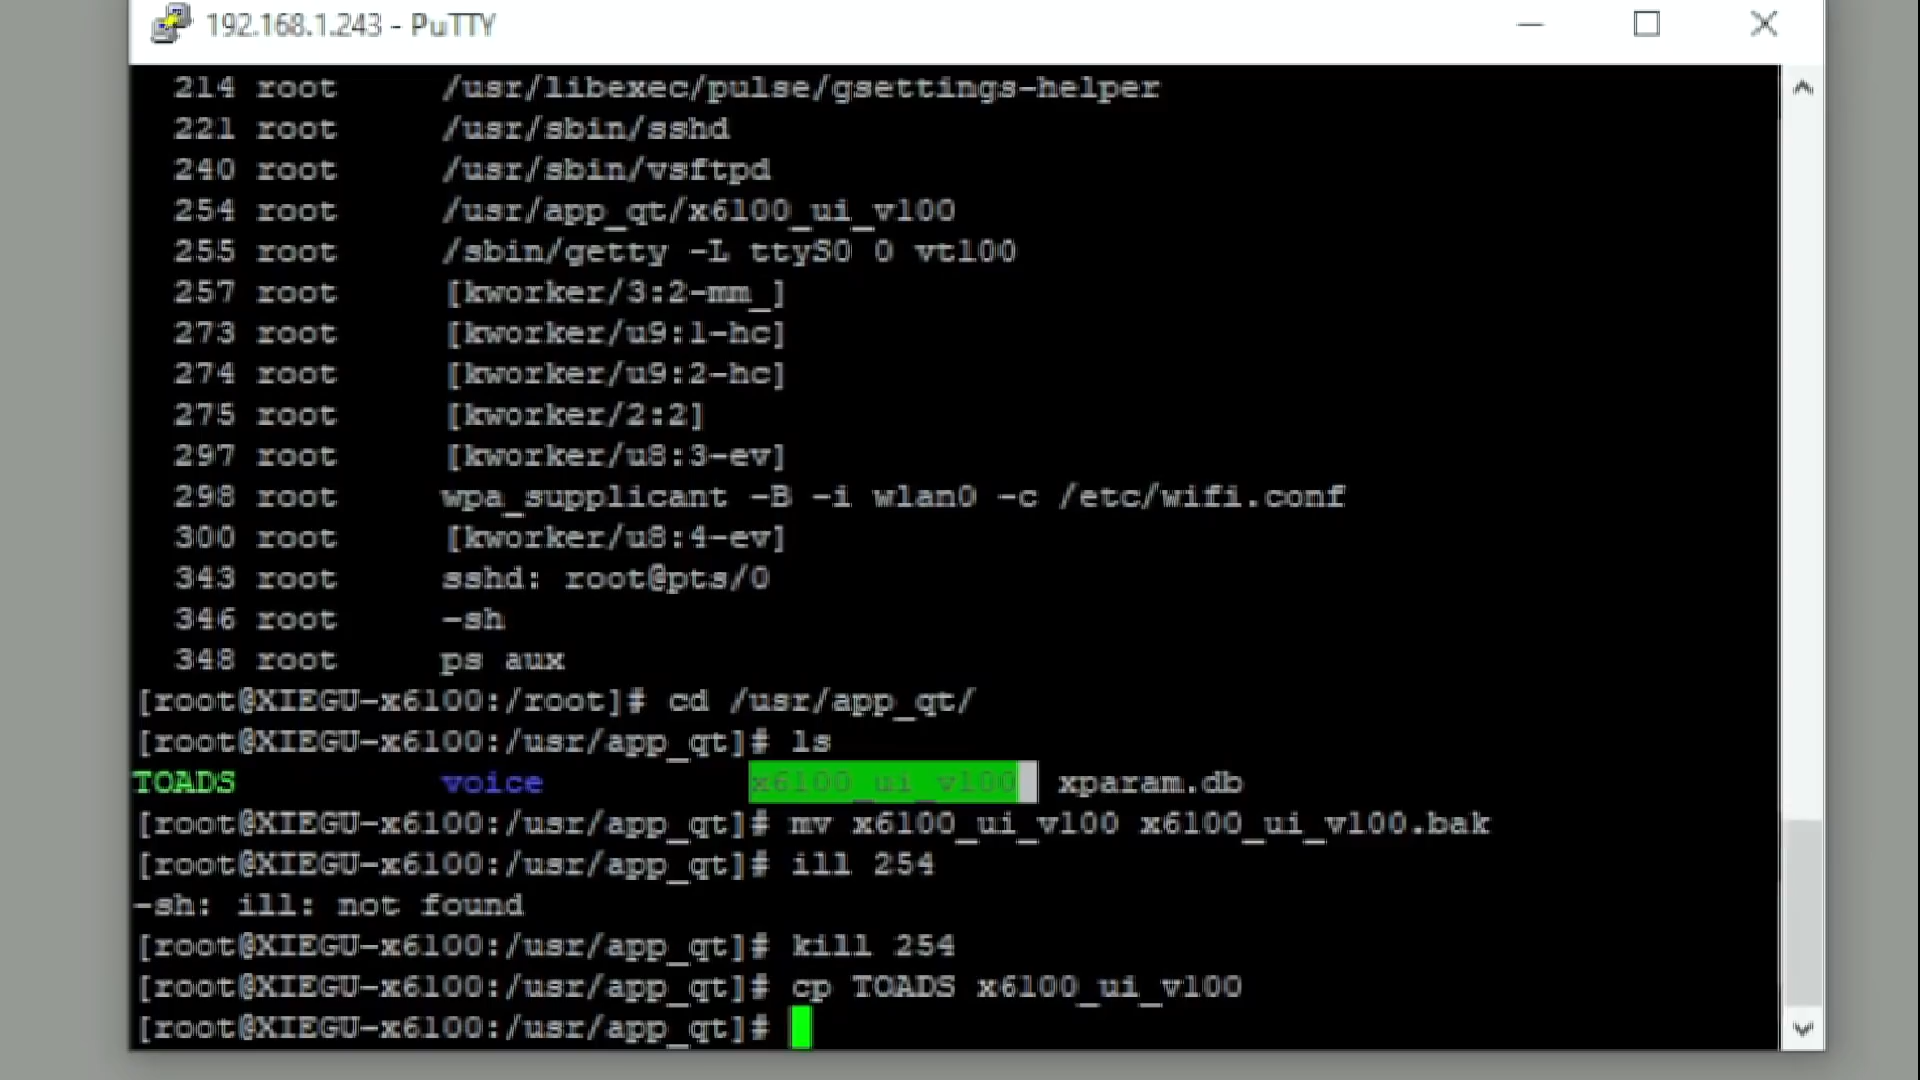 192.168.1.243 - PuTTY
214 root /usr/libexec/pulse/gsettings-helper
221 root /usr/sbin/sshd
240 root /usr/sbin/vsftpd
254 root /usr/app_qt/x6100_ui_v100
255 root /sbin/getty -L ttyS0 0 vt100
257 root [kworker/3:2-mm_]
273 root [kworker/u9:1-hc]
274 root [kworker/u9:2-hc]
275 root [kworker/2:2]
297 root [kworker/u8:3-ev]
298 root wpa_supplicant -B -i wlan0 -c /etc/wifi.conf
300 root [kworker/u8:4-ev]
343 root sshd: root@pts/0
346 root -sh
348 root ps aux
[root@XIEGU-x6100:/root]# cd /usr/app_qt/
[root@XIEGU-x6100:/usr/app_qt]# ls
TOADS voice x6100_ui_v100 xparam.db
[root@XIEGU-x6100:/usr/app_qt]# mv x6100_ui_v100 x6100_ui_v100.bak
[root@XIEGU-x6100:/usr/app_qt]# ill 254
-sh: ill: not found
[root@XIEGU-x6100:/usr/app_qt]# kill 254
[root@XIEGU-x6100:/usr/app_qt]# cp TOADS x6100_ui_v100
[root@XIEGU-x6100:/usr/app_qt]#